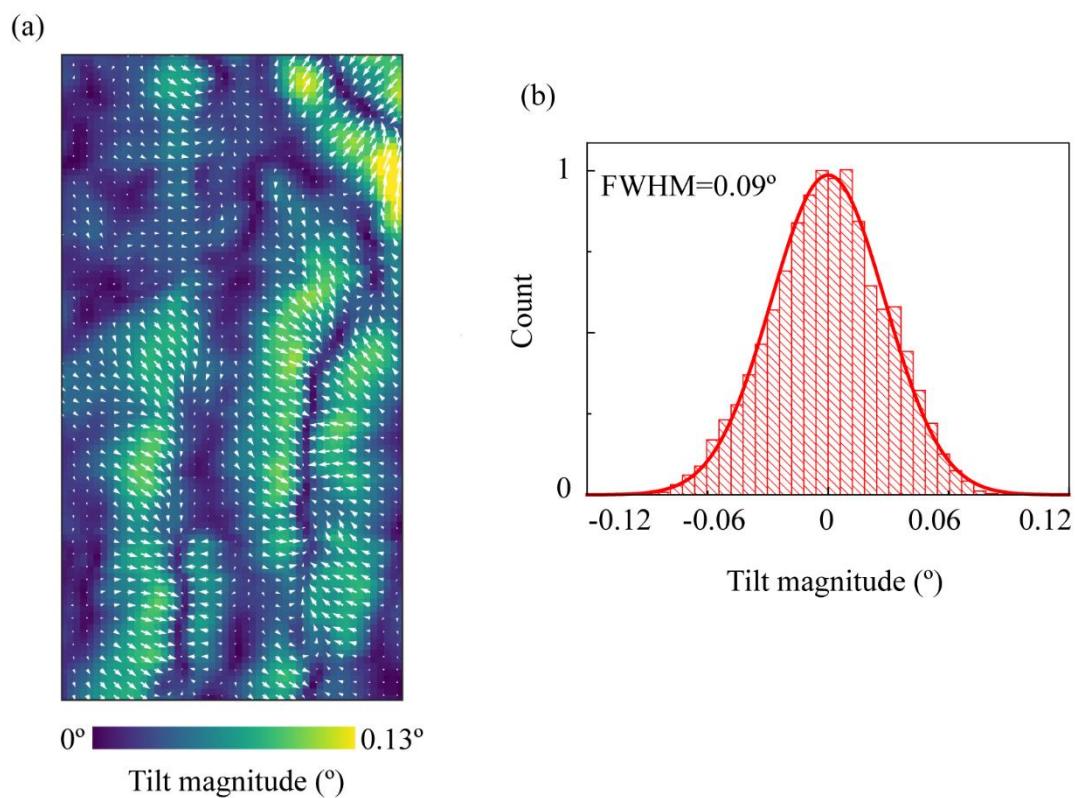 (a)
0º
0.13º
Tilt magnitude (º)
(b)
FWHM=0.09º
Count
1
0
-0.12
-0.06
0
0.06
0.12
Tilt magnitude (º)